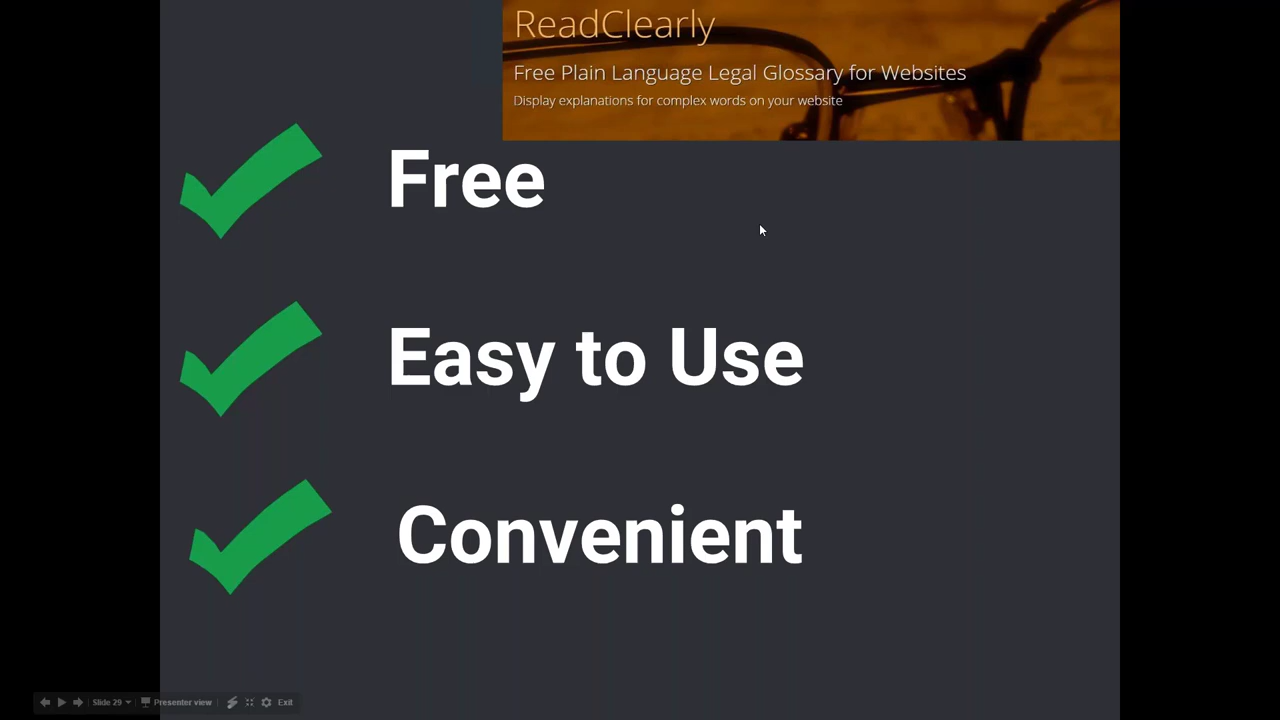 ReadClearly
Free Plain Language Legal Glossary for Websites
Display explanations for complex words on your website
Free
Easy to Use
Convenient
Slide 29
Presenter view
Exit